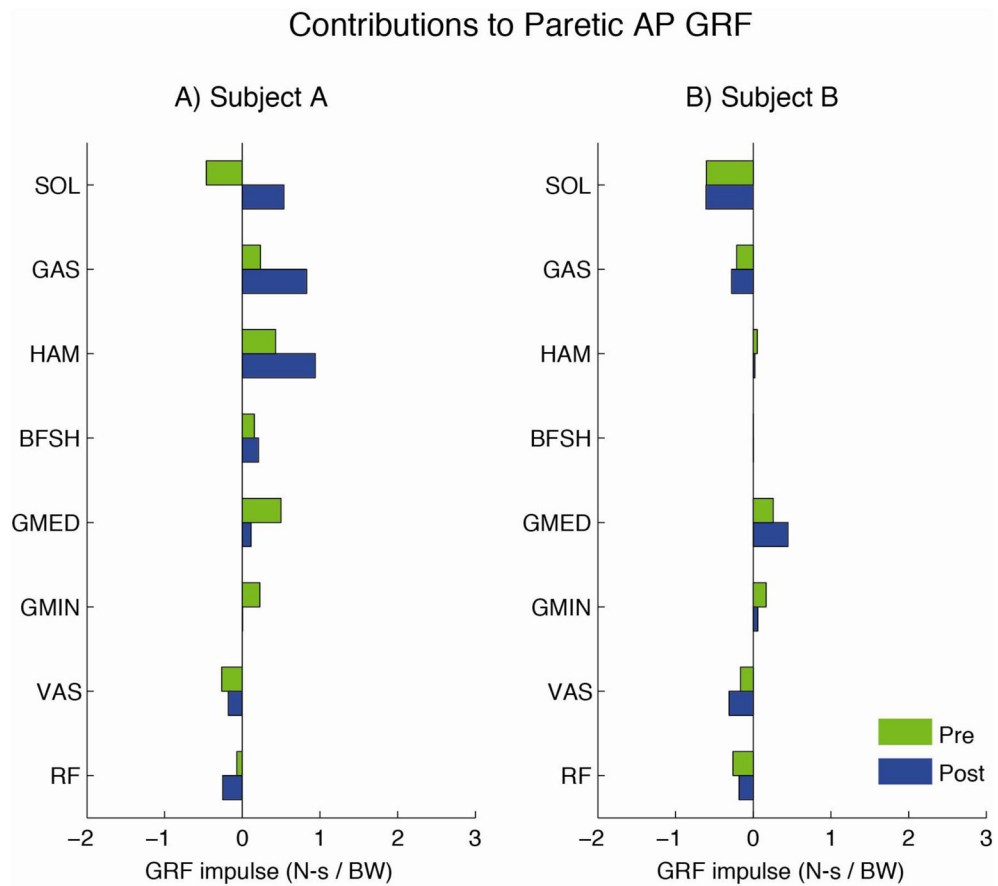 Contributions to Paretic AP GRF
A) Subject A
SOL
GAS
HAM
BFSH
GMED
GMIN
VAS
RF
−2 −1 0 1 2 3
GRF impulse (N-s / BW)
B) Subject B
SOL
GAS
HAM
BFSH
GMED
GMIN
VAS
RF
Pre
Post
−2 −1 0 1 2 3
GRF impulse (N-s / BW)